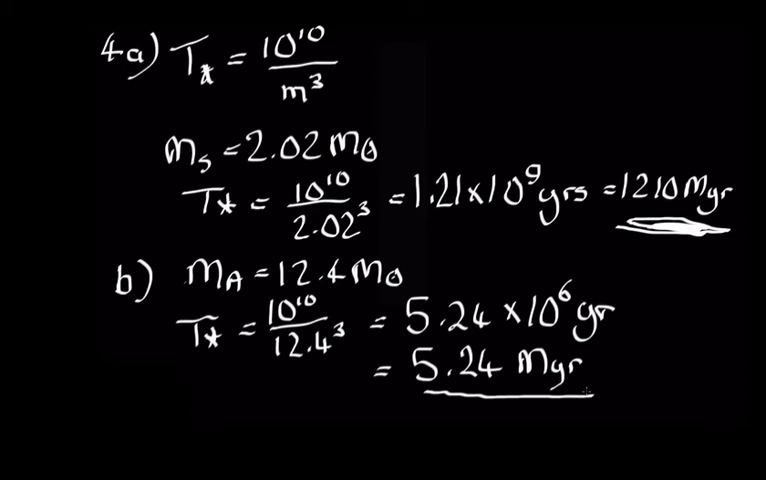 4a) T* = 10¹⁰ / m³
Ms = 2.02 M⊙
T* = 10¹⁰ / 2.02³ = 1.21 × 10⁹ yrs = 1210 Myr
b) MA = 12.4 M⊙
T* = 10¹⁰ / 12.4³ = 5.24 × 10⁶ yr
= 5.24 Myr